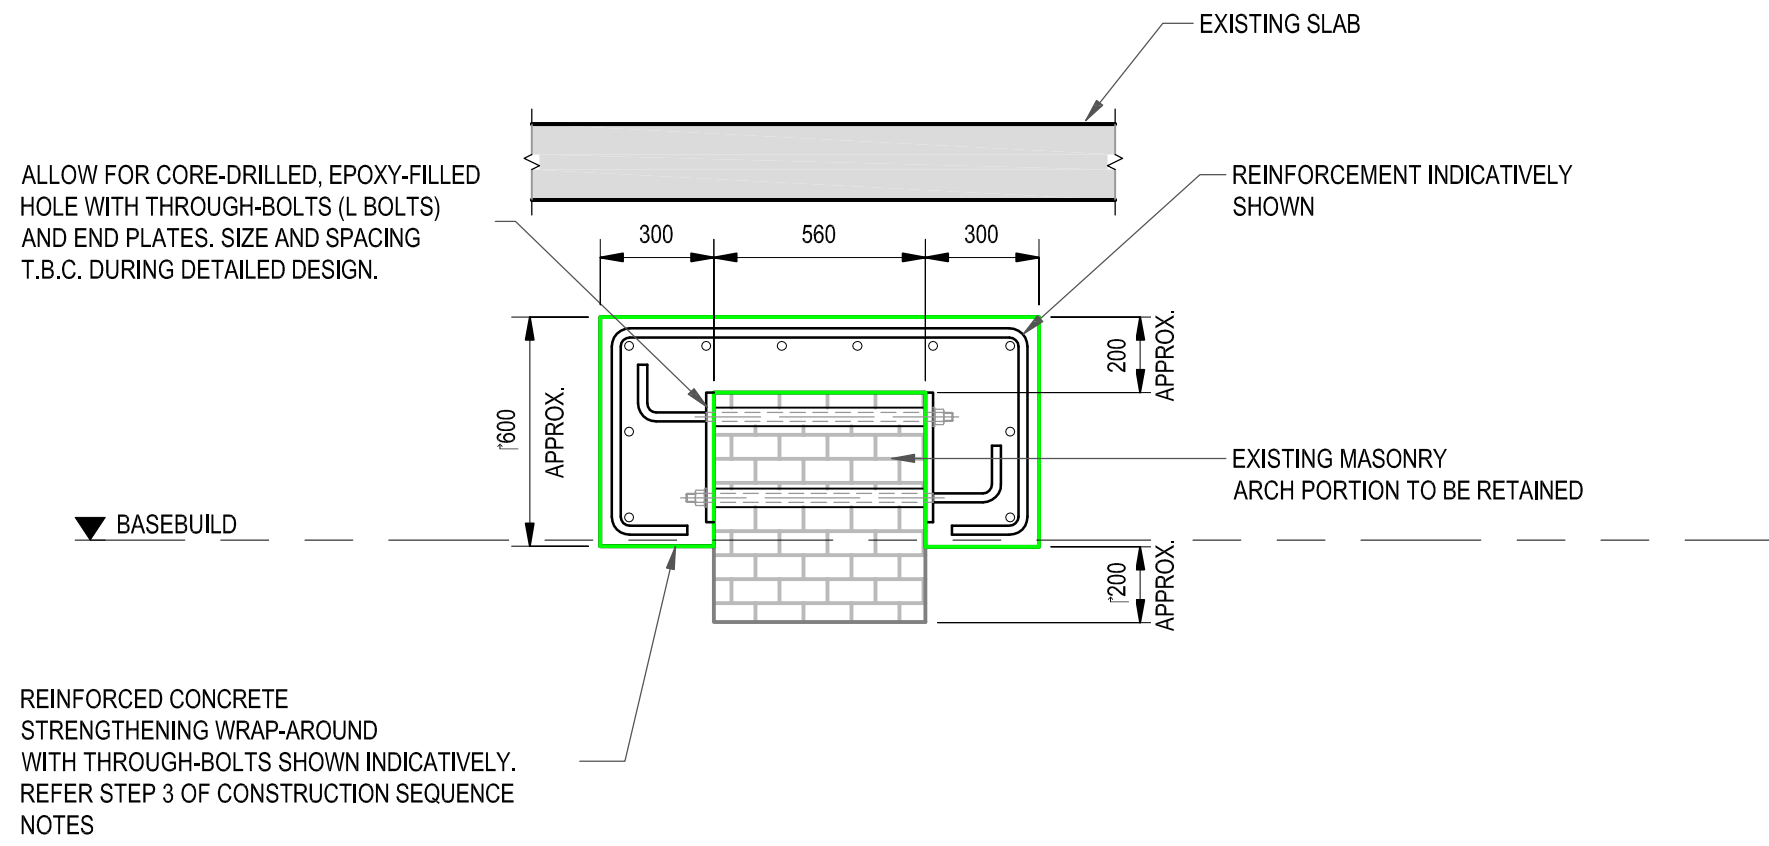 EXISTING SLAB
ALLOW FOR CORE-DRILLED, EPOXY-FILLED
HOLE WITH THROUGH-BOLTS (L BOLTS)
AND END PLATES. SIZE AND SPACING
T.B.C. DURING DETAILED DESIGN.
REINFORCEMENT INDICATIVELY
SHOWN
300
560
300
600
APPROX.
200
APPROX.
EXISTING MASONRY
ARCH PORTION TO BE RETAINED
BASEBUILD
200
APPROX.
REINFORCED CONCRETE
STRENGTHENING WRAP-AROUND
WITH THROUGH-BOLTS SHOWN INDICATIVELY.
REFER STEP 3 OF CONSTRUCTION SEQUENCE
NOTES